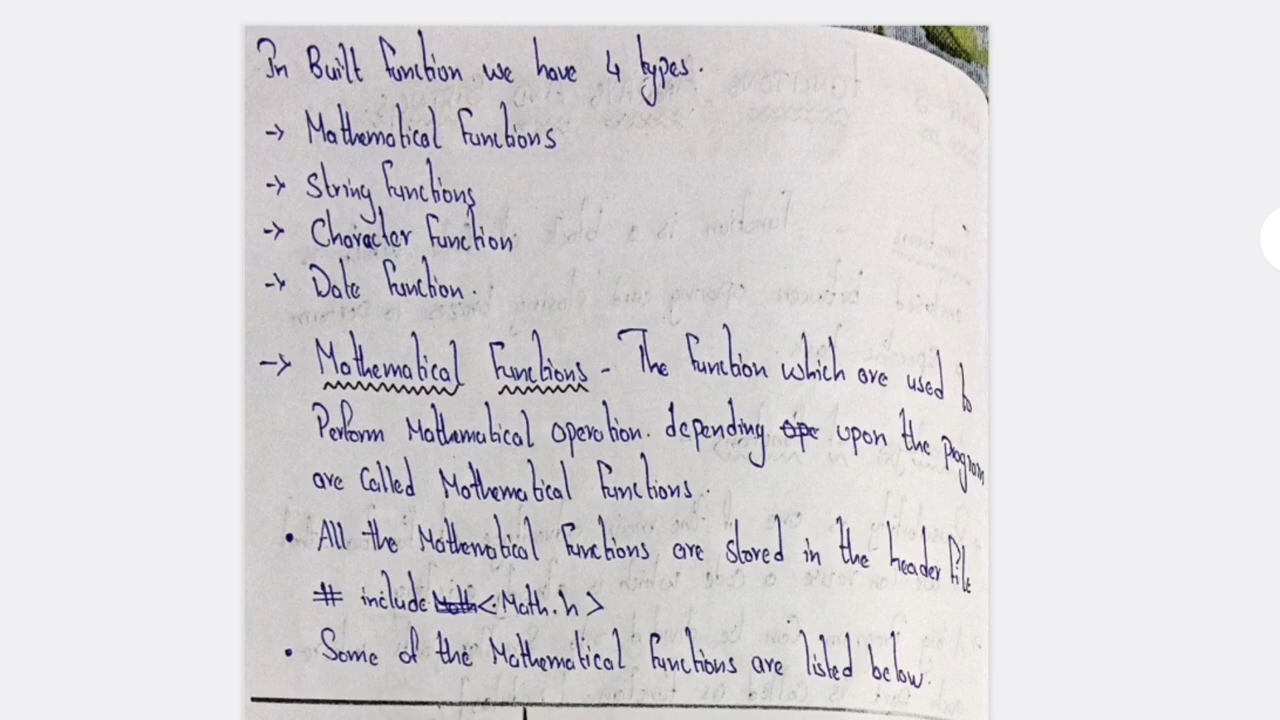 In Built function we have 4 types.
-> Mathematical Functions
-> String Functions
-> Character Function
-> Date Function.
-> Mathematical Functions - The Function which are used to
Perform Mathematical operation. depending upon the program
are Called Mathematical Functions.
• All the Mathematical Functions are stored in the header file
# include <Math.h>
• Some of the Mathematical Functions are listed below.